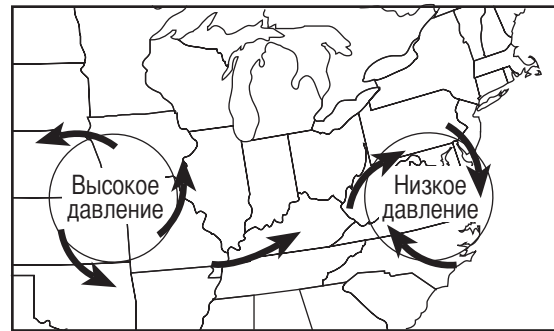 Высокое
давление
Низкое
давление